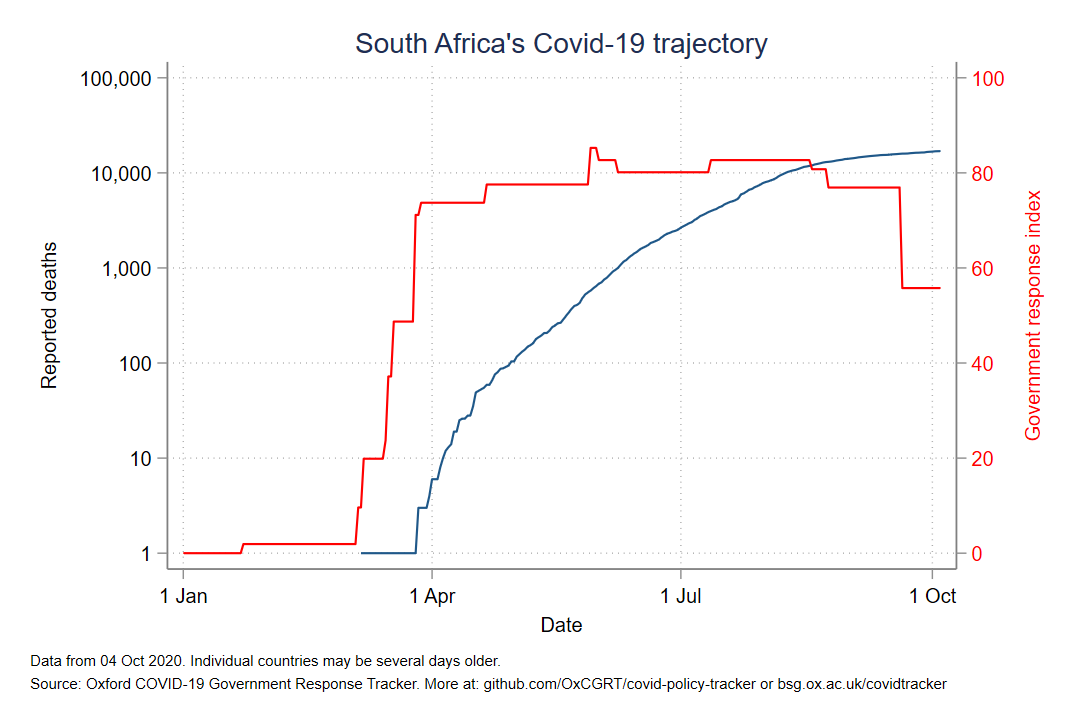 South Africa's Covid-19 trajectory
100,000
10,000
1,000
100
10
1
Reported deaths
100
80
60
40
20
0
Government response index
1 Jan
1 Apr
1 Jul
1 Oct
Date
Data from 04 Oct 2020. Individual countries may be several days older.
Source: Oxford COVID-19 Government Response Tracker. More at: github.com/OxCGRT/covid-policy-tracker or bsg.ox.ac.uk/covidtracker